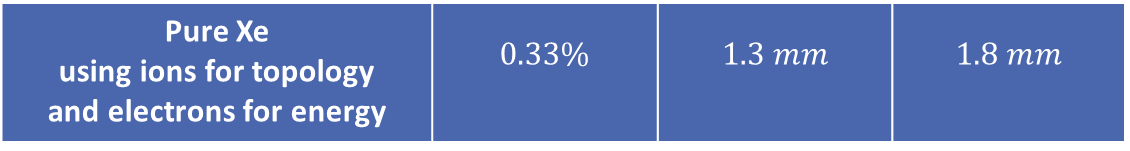 Pure Xe
using ions for topology
and electrons for energy
0.33%
1.3 mm
1.8 mm